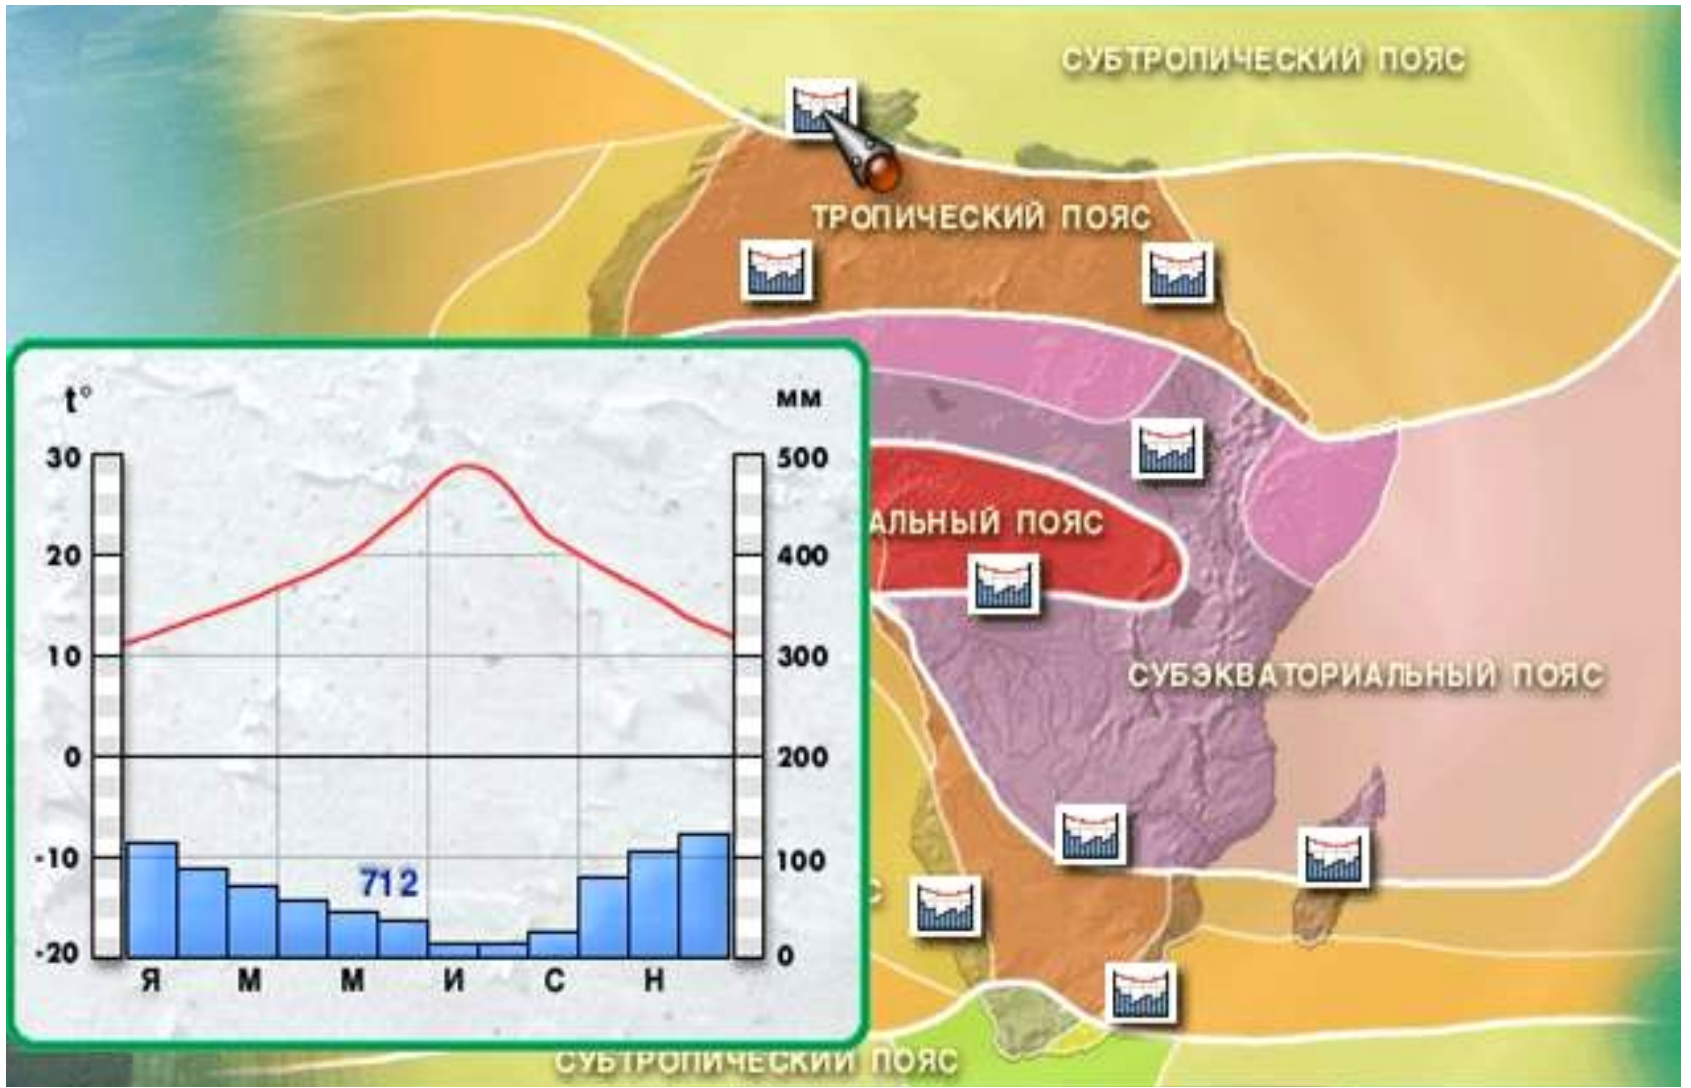 СУБТРОПИЧЕСКИЙ ПОЯС
ТРОПИЧЕСКИЙ ПОЯС
АЛЬНЫЙ ПОЯС
СУБЭКВАТОРИАЛЬНЫЙ ПОЯС
С
СУБТРОПИЧЕСКИЙ ПОЯС
t° мм
30 500
20 400
10 300
0 200
-10 100
712
-20 0
Я М М И С Н